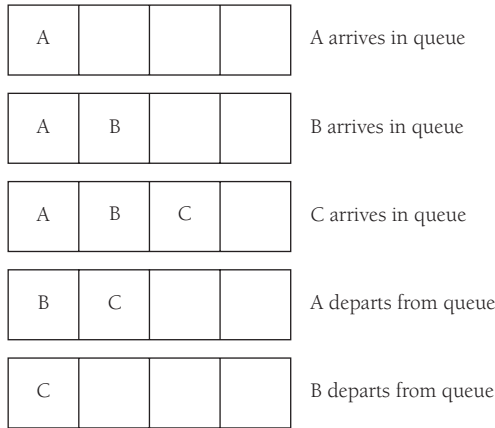 A A arrives in queue
A B B arrives in queue
A B C C arrives in queue
B C A departs from queue
C B departs from queue